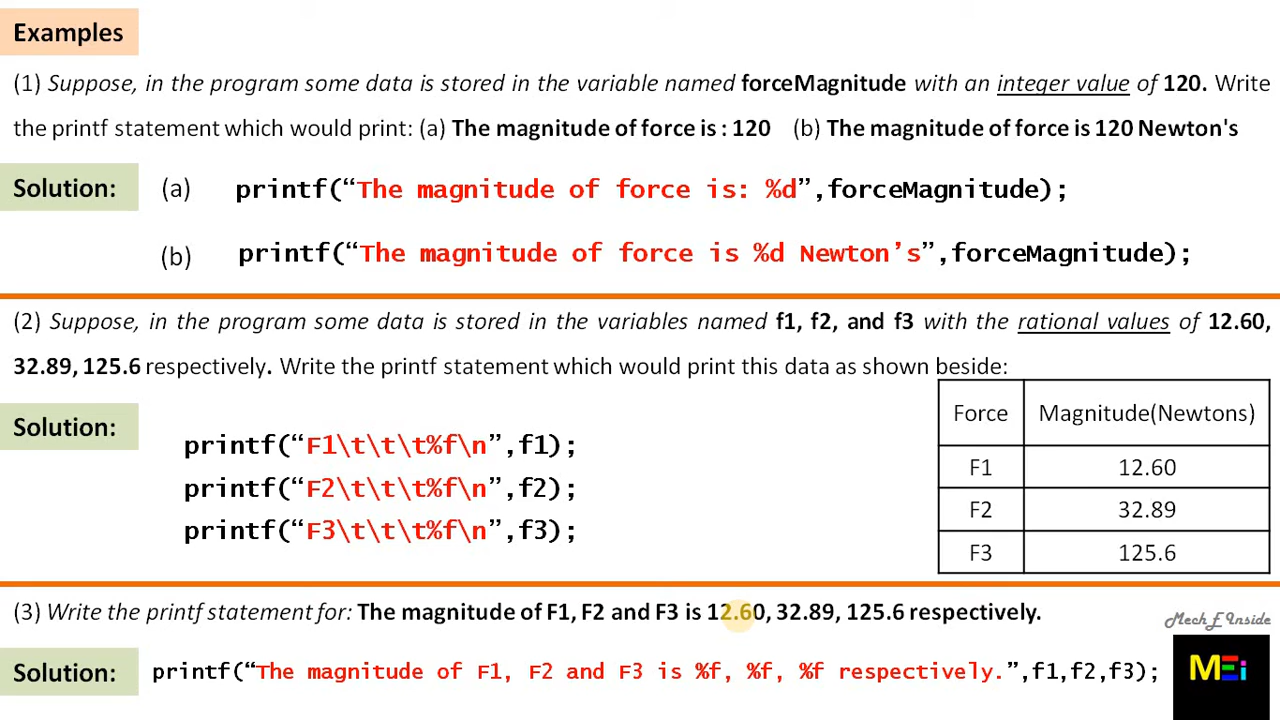 Examples
(1) Suppose, in the program some data is stored in the variable named forceMagnitude with an integer value of 120. Write
the printf statement which would print: (a) The magnitude of force is : 120 (b) The magnitude of force is 120 Newton's
Solution: (a) printf(“The magnitude of force is: %d”,forceMagnitude);
(b) printf(“The magnitude of force is %d Newton’s”,forceMagnitude);
(2) Suppose, in the program some data is stored in the variables named f1, f2, and f3 with the rational values of 12.60,
32.89, 125.6 respectively. Write the printf statement which would print this data as shown beside:
Solution:
printf(“F1\t\t\t%f\n”,f1);
printf(“F2\t\t\t%f\n”,f2);
printf(“F3\t\t\t%f\n”,f3);
Force Magnitude(Newtons)
F1 12.60
F2 32.89
F3 125.6
(3) Write the printf statement for: The magnitude of F1, F2 and F3 is 12.60, 32.89, 125.6 respectively.
Solution: printf(“The magnitude of F1, F2 and F3 is %f, %f, %f respectively.”,f1,f2,f3);
Mech E Inside
MEi